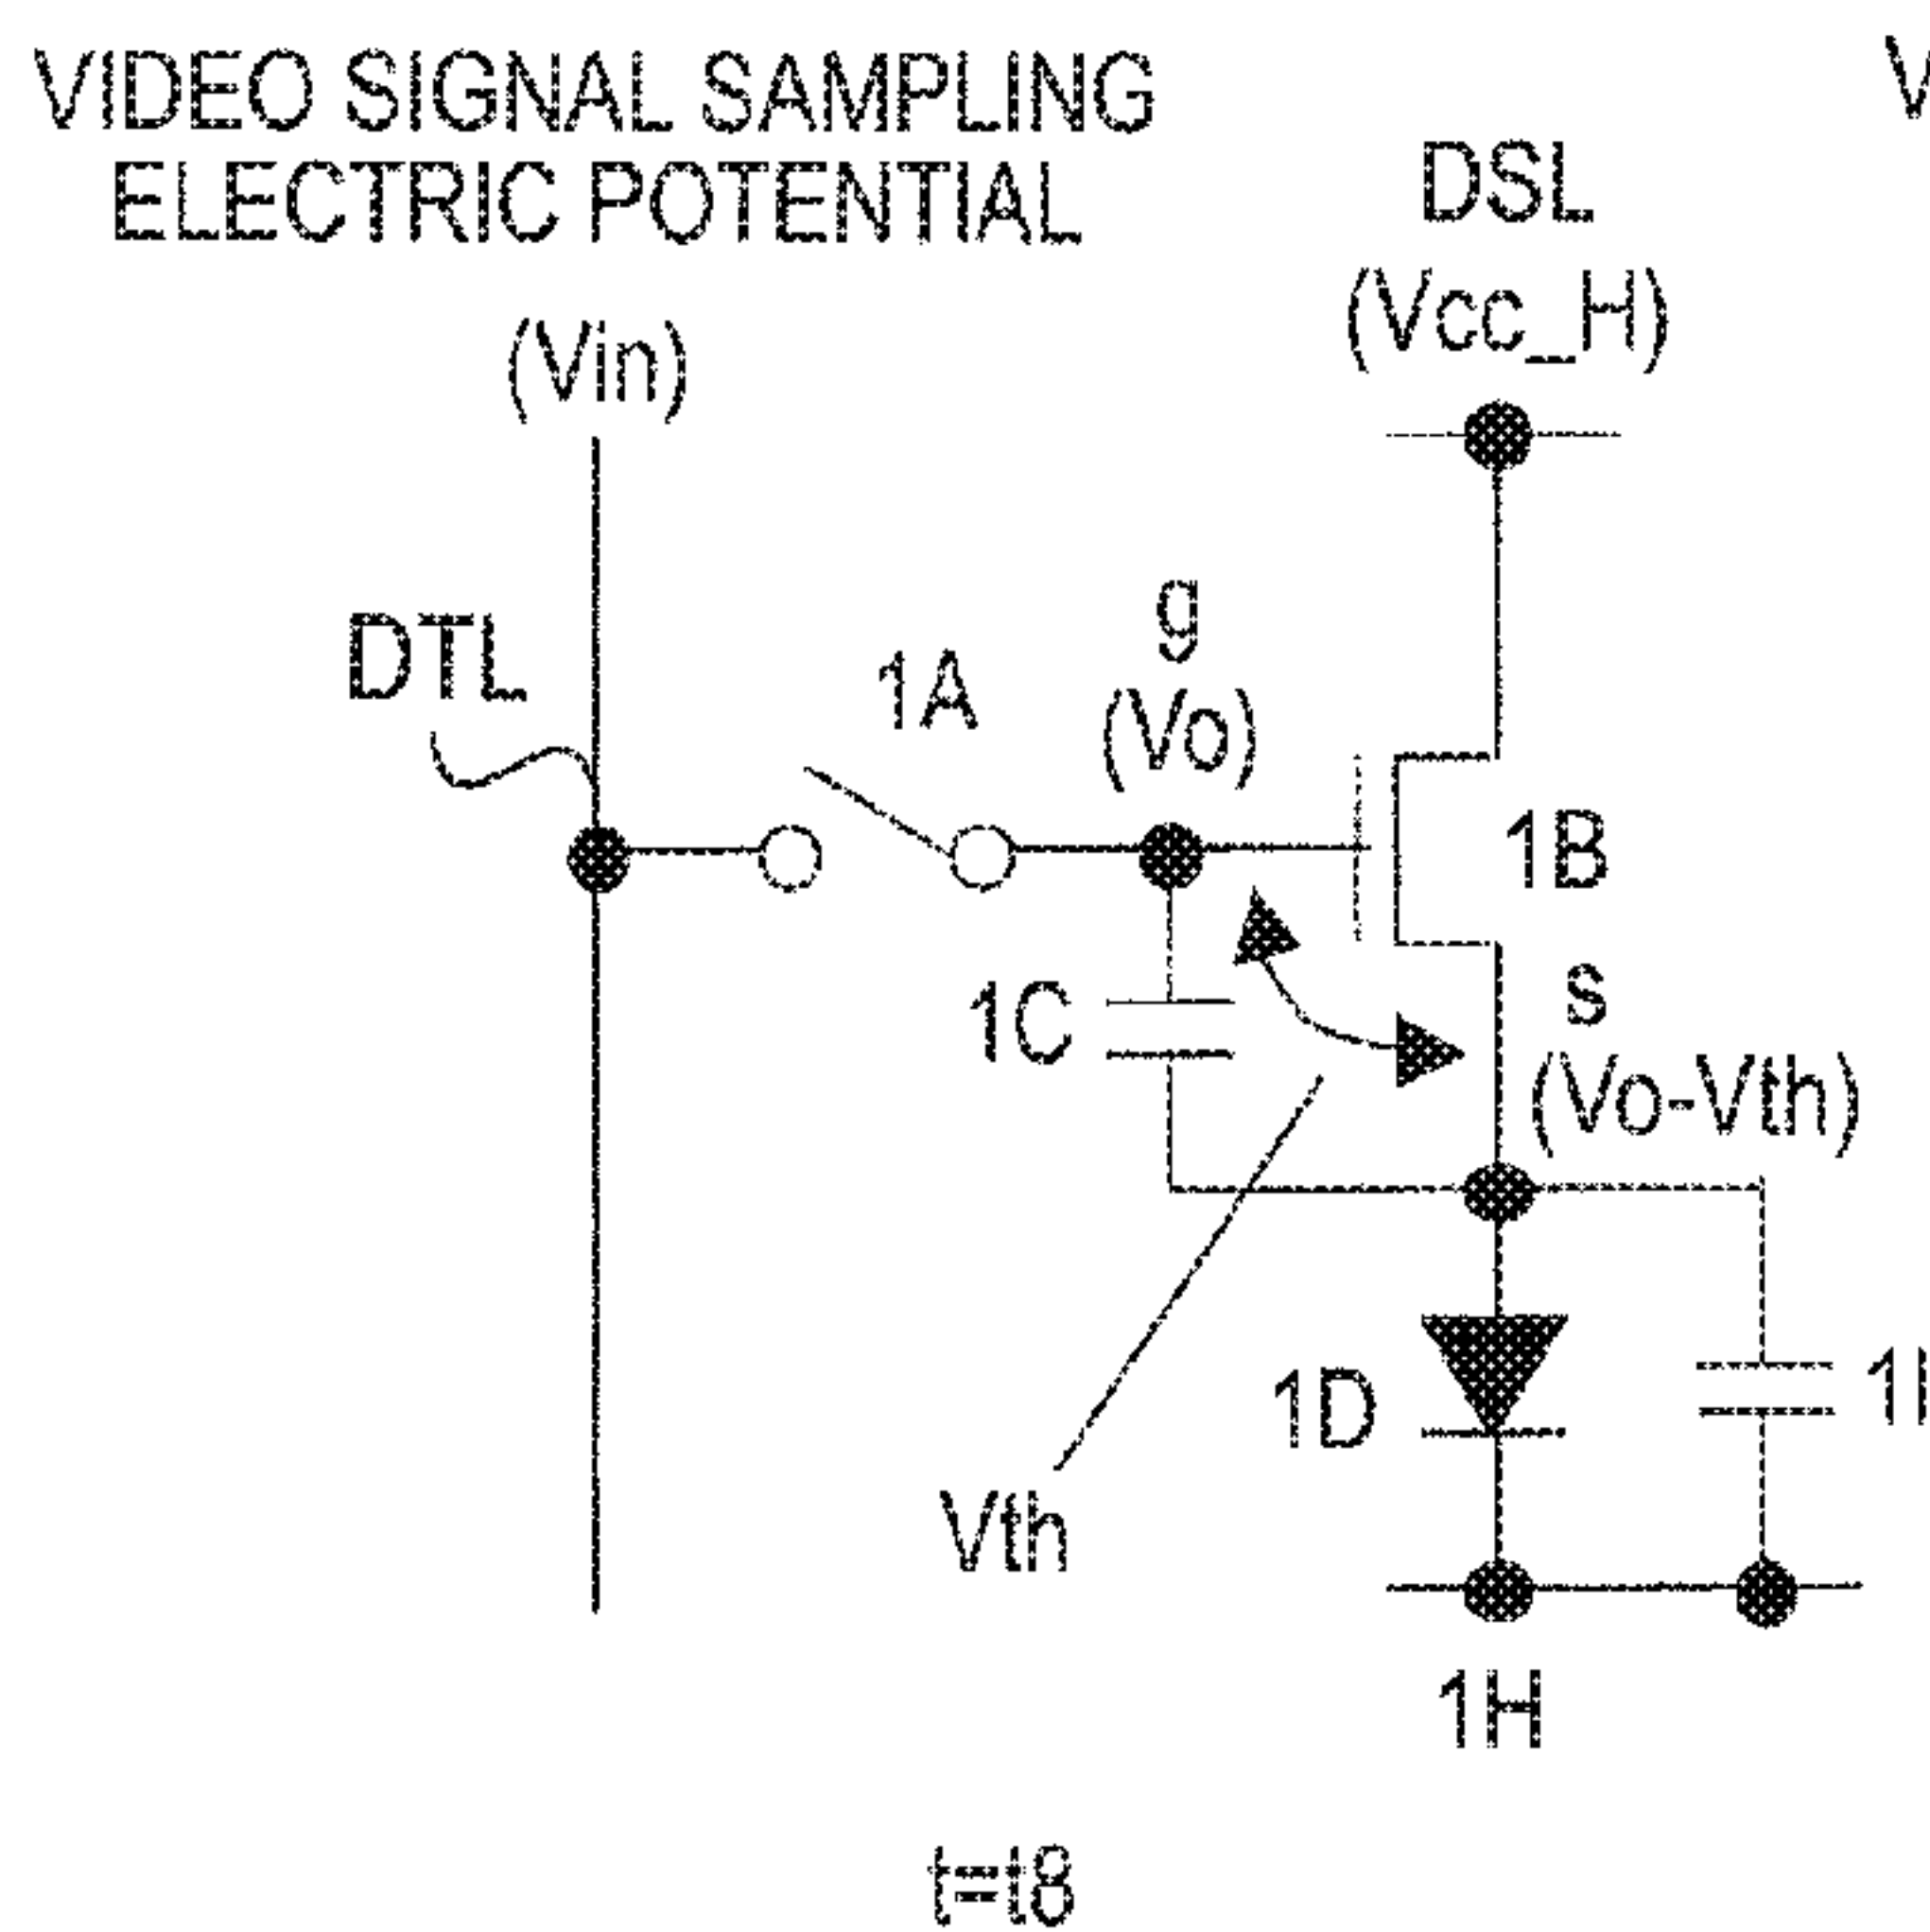 VIDEO SIGNAL SAMPLING
ELECTRIC POTENTIAL
(Vin)
DSL
(Vcc_H)
DTL
1A
g
(Vo)
1B
1C
s
(Vo-Vth)
1D
Vth
1H
t=t8